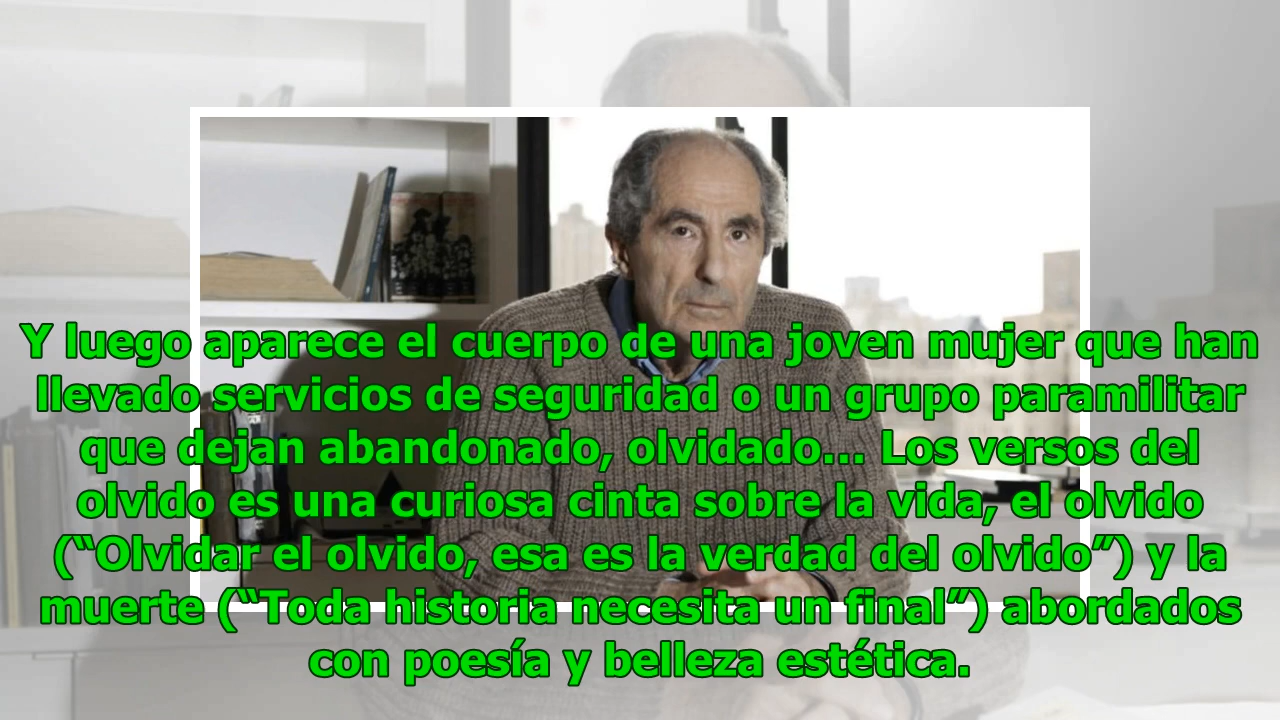 Y luego aparece el cuerpo de una joven mujer que han
llevado servicios de seguridad o un grupo paramilitar
que dejan abandonado, olvidado... Los versos del
olvido es una curiosa cinta sobre la vida, el olvido
(“Olvidar el olvido, esa es la verdad del olvido”) y la
muerte (“Toda historia necesita un final”) abordados
con poesía y belleza estética.